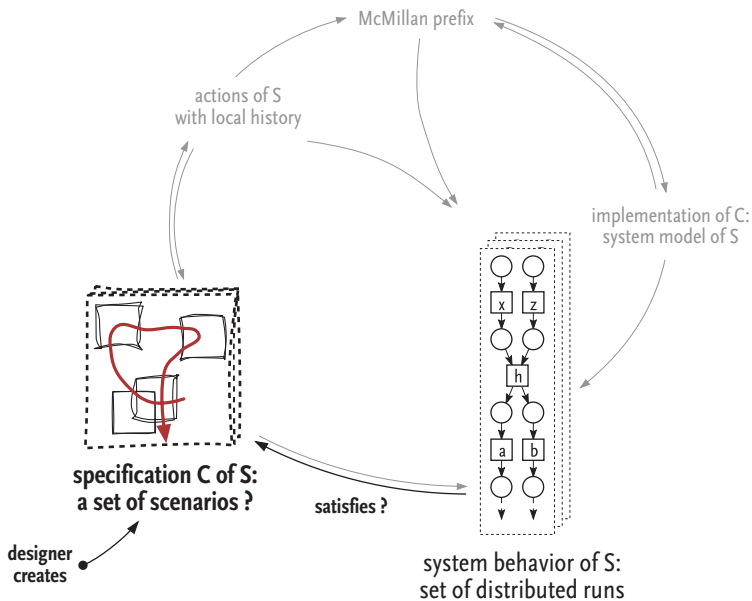 McMillan prefix
actions of S
with local history
implementation of C:
system model of S
x z
h
a b
specification C of S:
a set of scenarios ?
satisfies ?
designer
creates
system behavior of S:
set of distributed runs